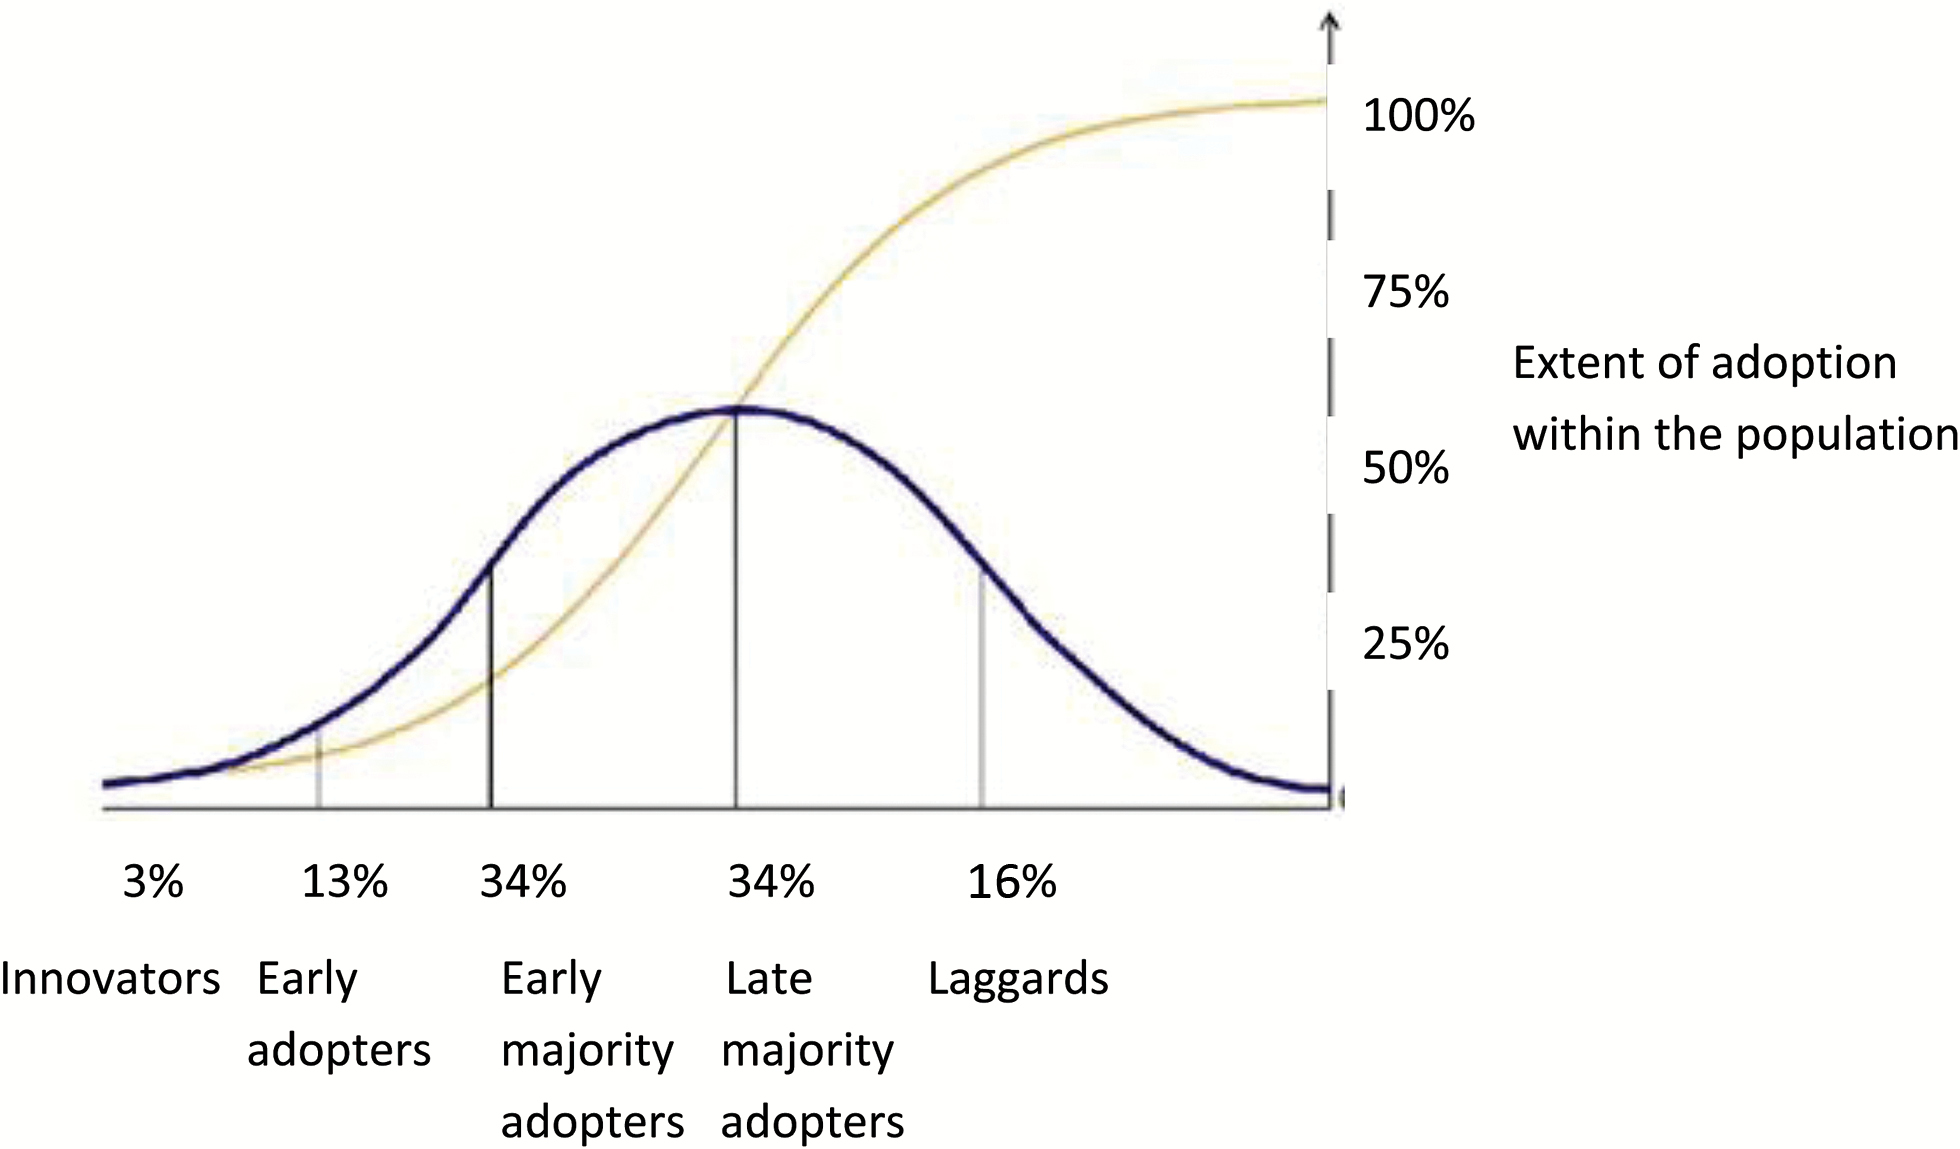 100%
75%
Extent of adoption
within the population
50%
25%
3% 13% 34% 34% 16%
Innovators Early Early Late Laggards
adopters majority majority
adopters adopters